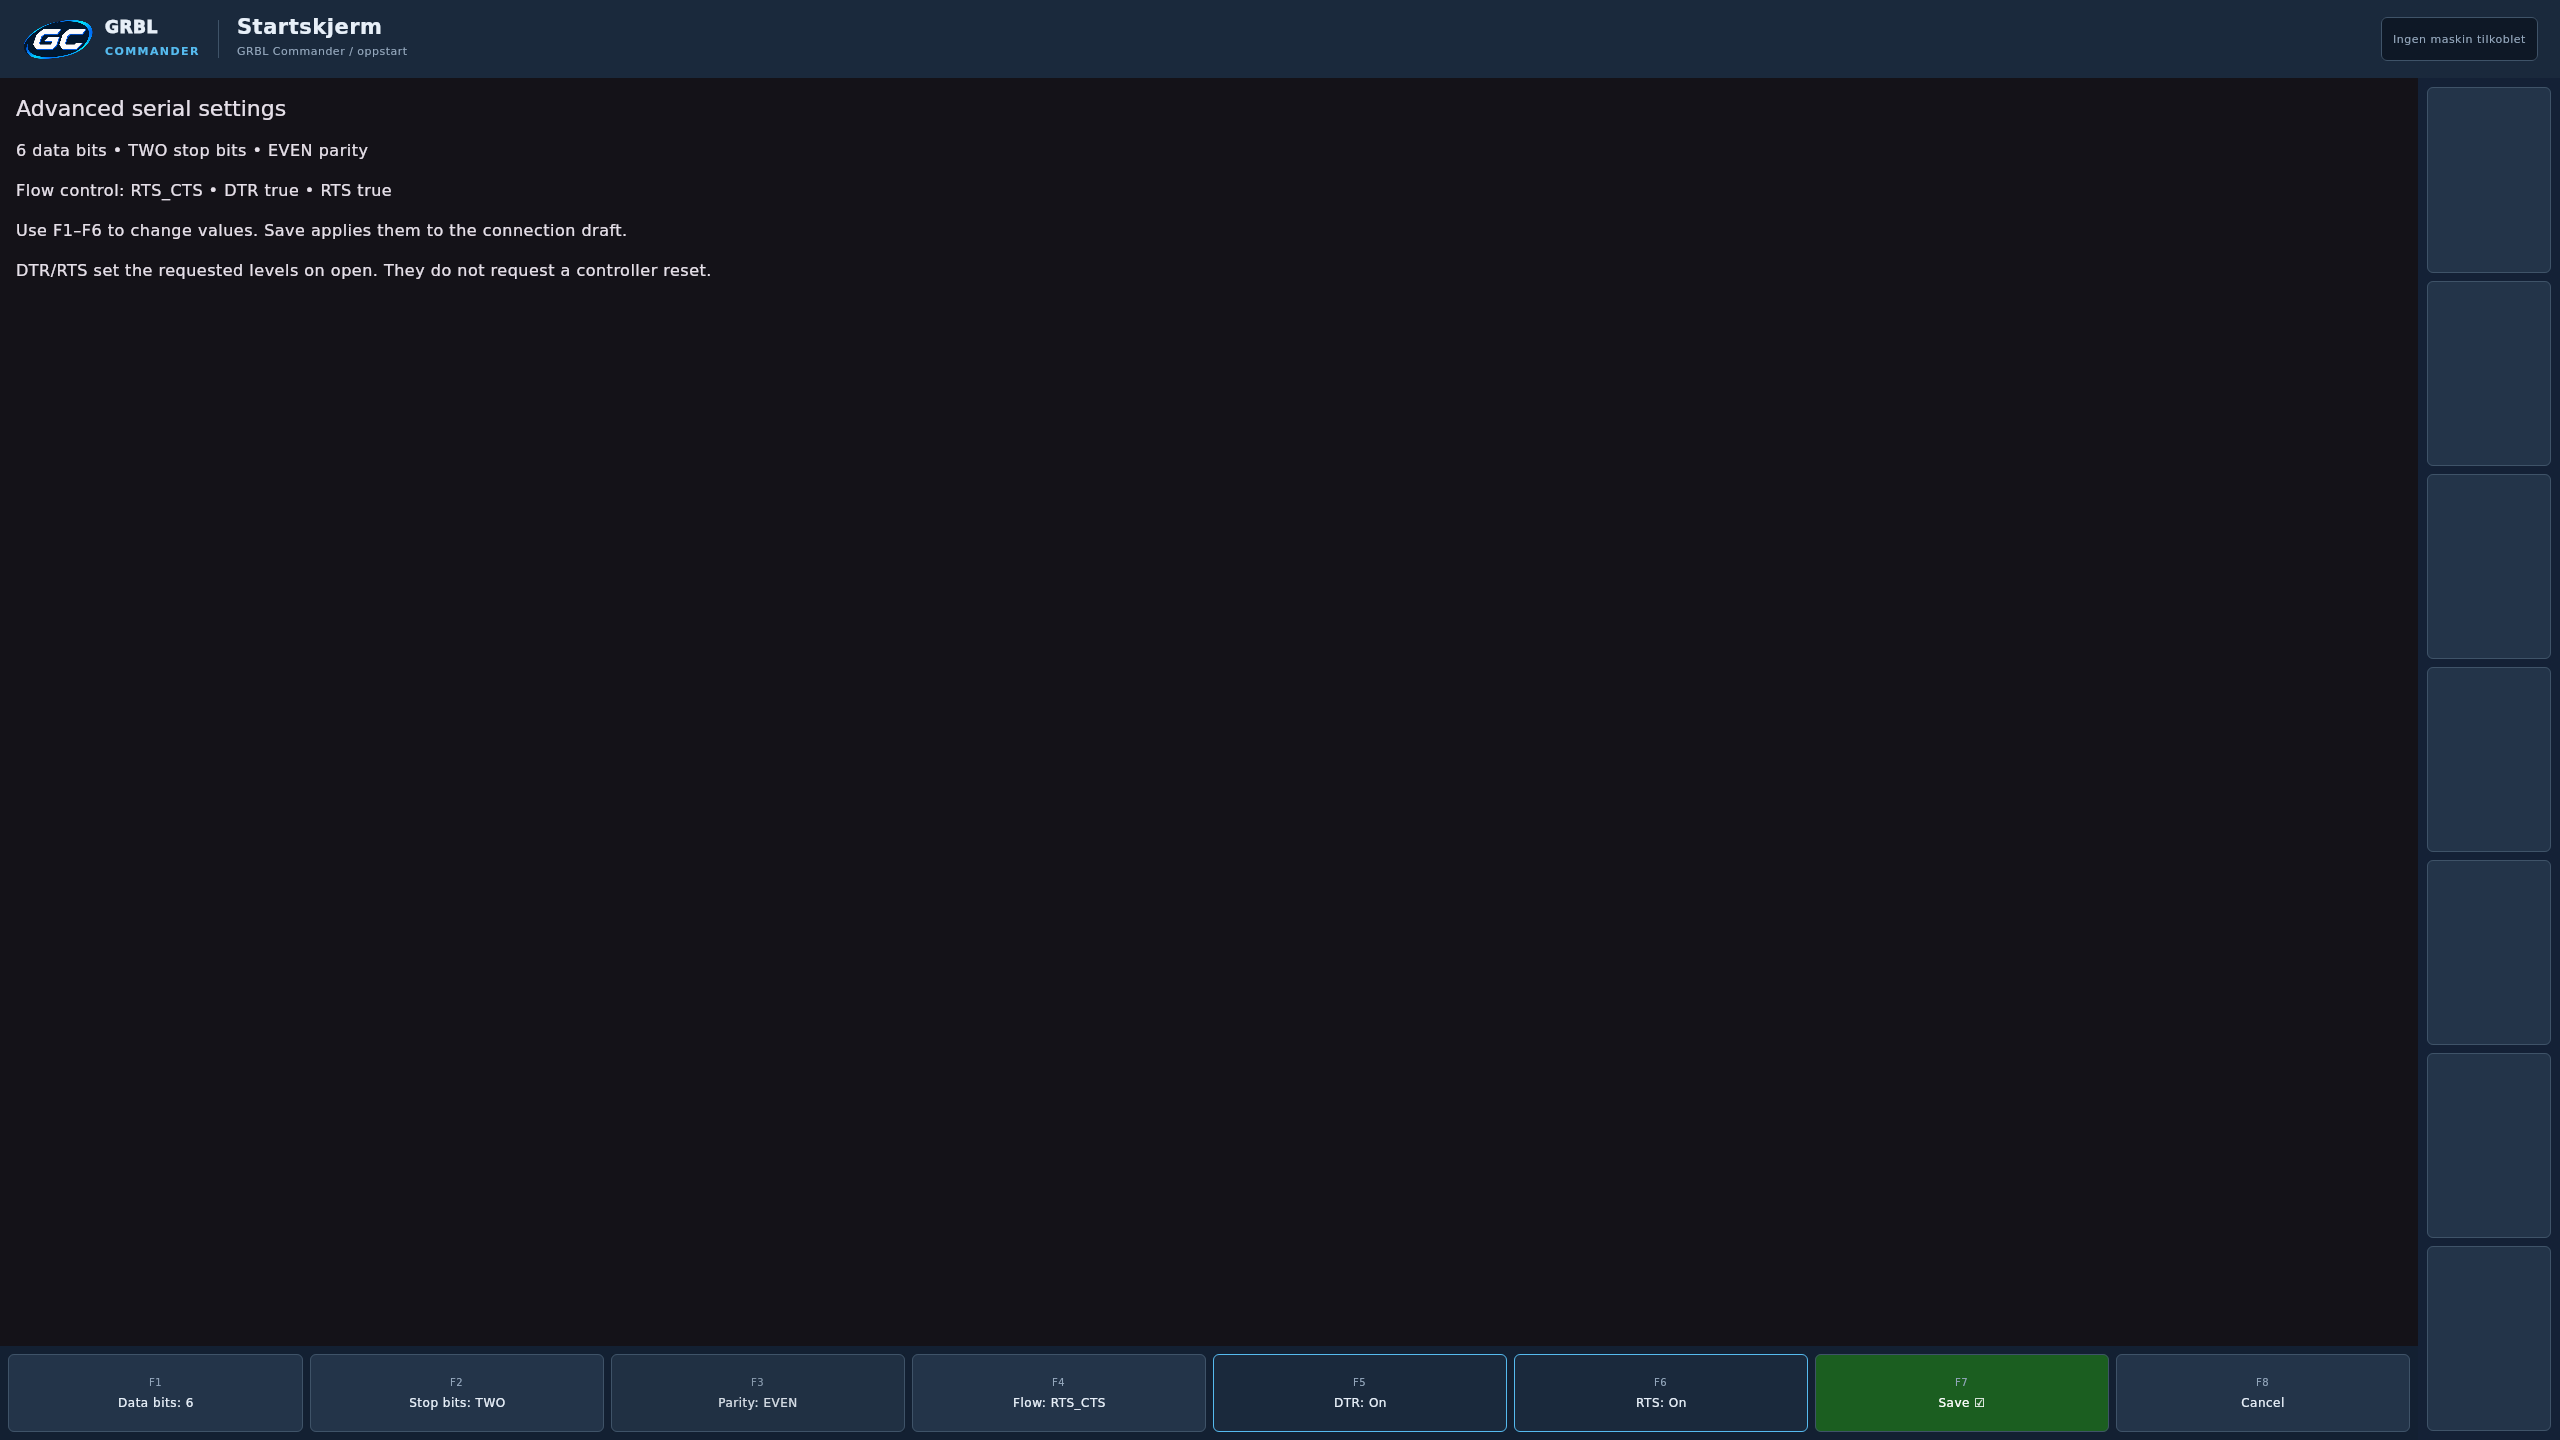 GC
GRBL
COMMANDER
Startskjerm
GRBL Commander / oppstart
Ingen maskin tilkoblet
Advanced serial settings
6 data bits • TWO stop bits • EVEN parity
Flow control: RTS_CTS • DTR true • RTS true
Use F1–F6 to change values. Save applies them to the connection draft.
DTR/RTS set the requested levels on open. They do not request a controller reset.
F1
Data bits: 6
F2
Stop bits: TWO
F3
Parity: EVEN
F4
Flow: RTS_CTS
F5
DTR: On
F6
RTS: On
F7
Save ☑
F8
Cancel